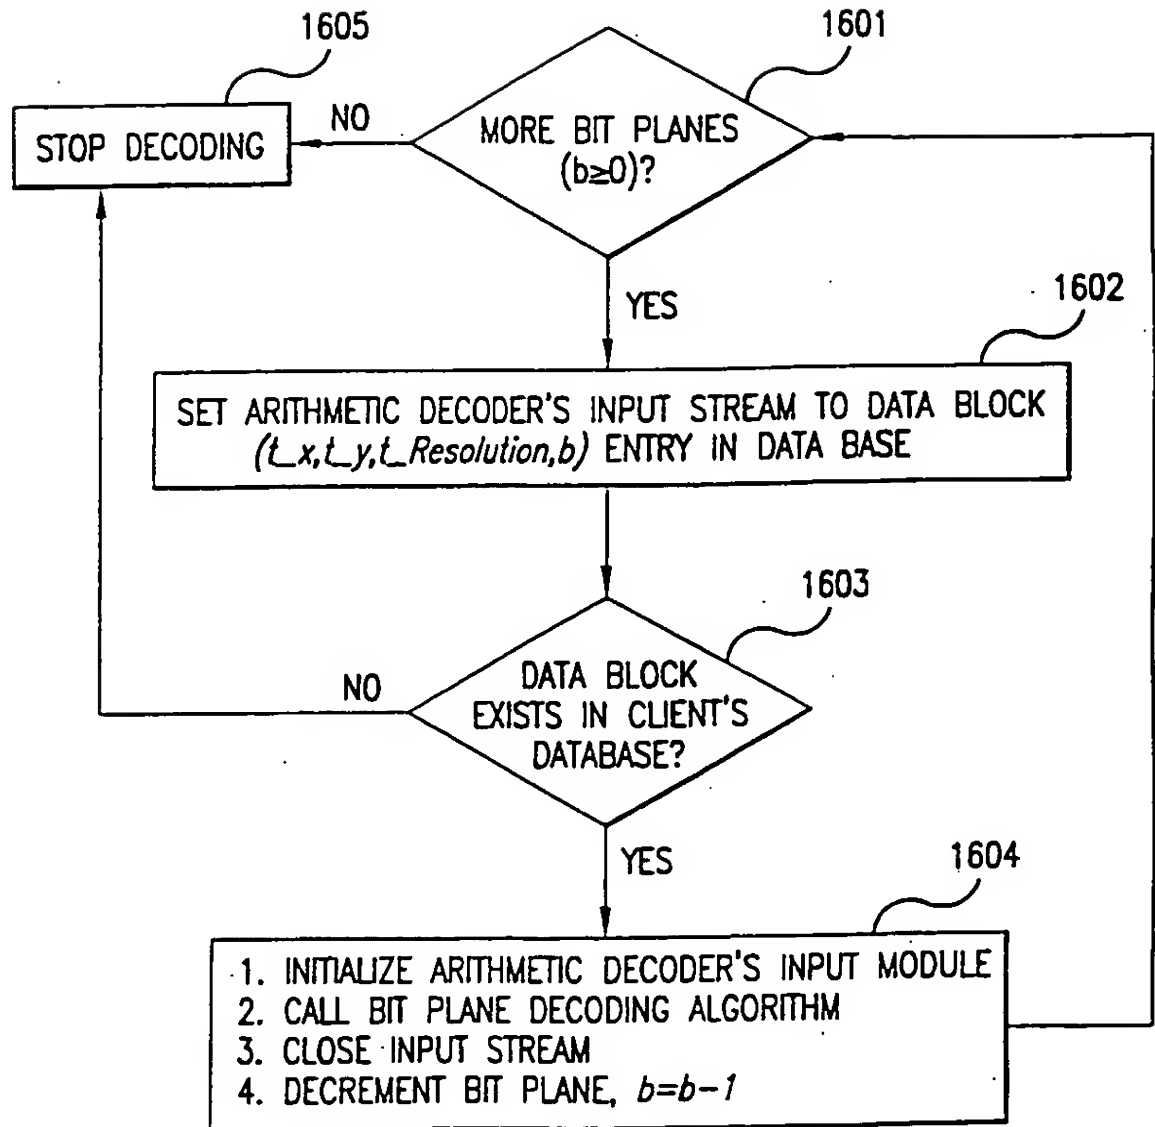 1605
1601
STOP DECODING
NO
MORE BIT PLANES
(b≥0)?
YES
1602
SET ARITHMETIC DECODER'S INPUT STREAM TO DATA BLOCK
(t_x,t_y,t_Resolution,b) ENTRY IN DATA BASE
1603
NO
DATA BLOCK
EXISTS IN CLIENT'S
DATABASE?
YES
1604
1. INITIALIZE ARITHMETIC DECODER'S INPUT MODULE
2. CALL BIT PLANE DECODING ALGORITHM
3. CLOSE INPUT STREAM
4. DECREMENT BIT PLANE, b=b-1